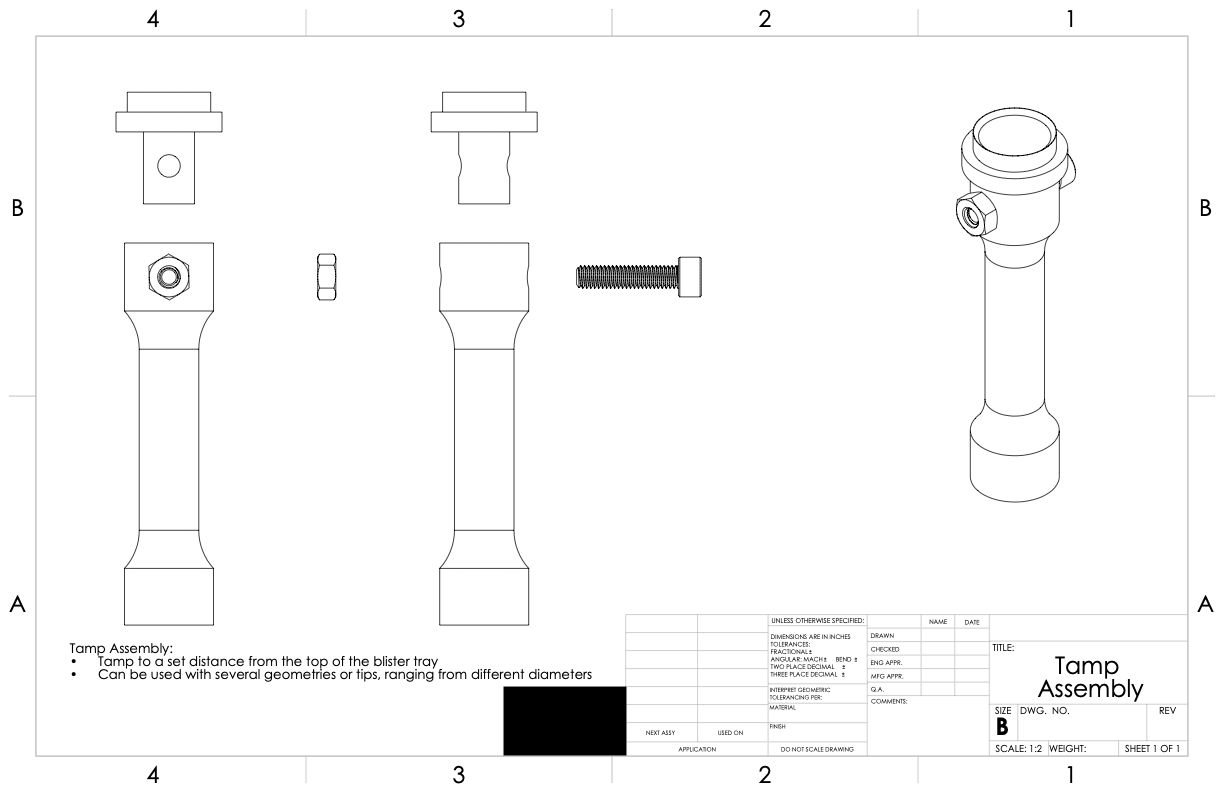 4 3 2 1
B B
A A
Tamp Assembly:
• Tamp to a set distance from the top of the blister tray
• Can be used with several geometries or tips, ranging from different diameters
UNLESS OTHERWISE SPECIFIED:
DIMENSIONS ARE IN INCHES
TOLERANCES:
FRACTIONAL±
ANGULAR: MACH± BEND ±
TWO PLACE DECIMAL ±
THREE PLACE DECIMAL ±
INTERPRET GEOMETRIC
TOLERANCING PER:
MATERIAL
FINISH
NEXT ASSY USED ON
APPLICATION DO NOT SCALE DRAWING
NAME DATE
DRAWN
CHECKED
ENG APPR.
MFG APPR.
Q.A.
COMMENTS:
TITLE:
Tamp
Assembly
SIZE DWG. NO. REV
B
SCALE: 1:2 WEIGHT: SHEET 1 OF 1
4 3 2 1